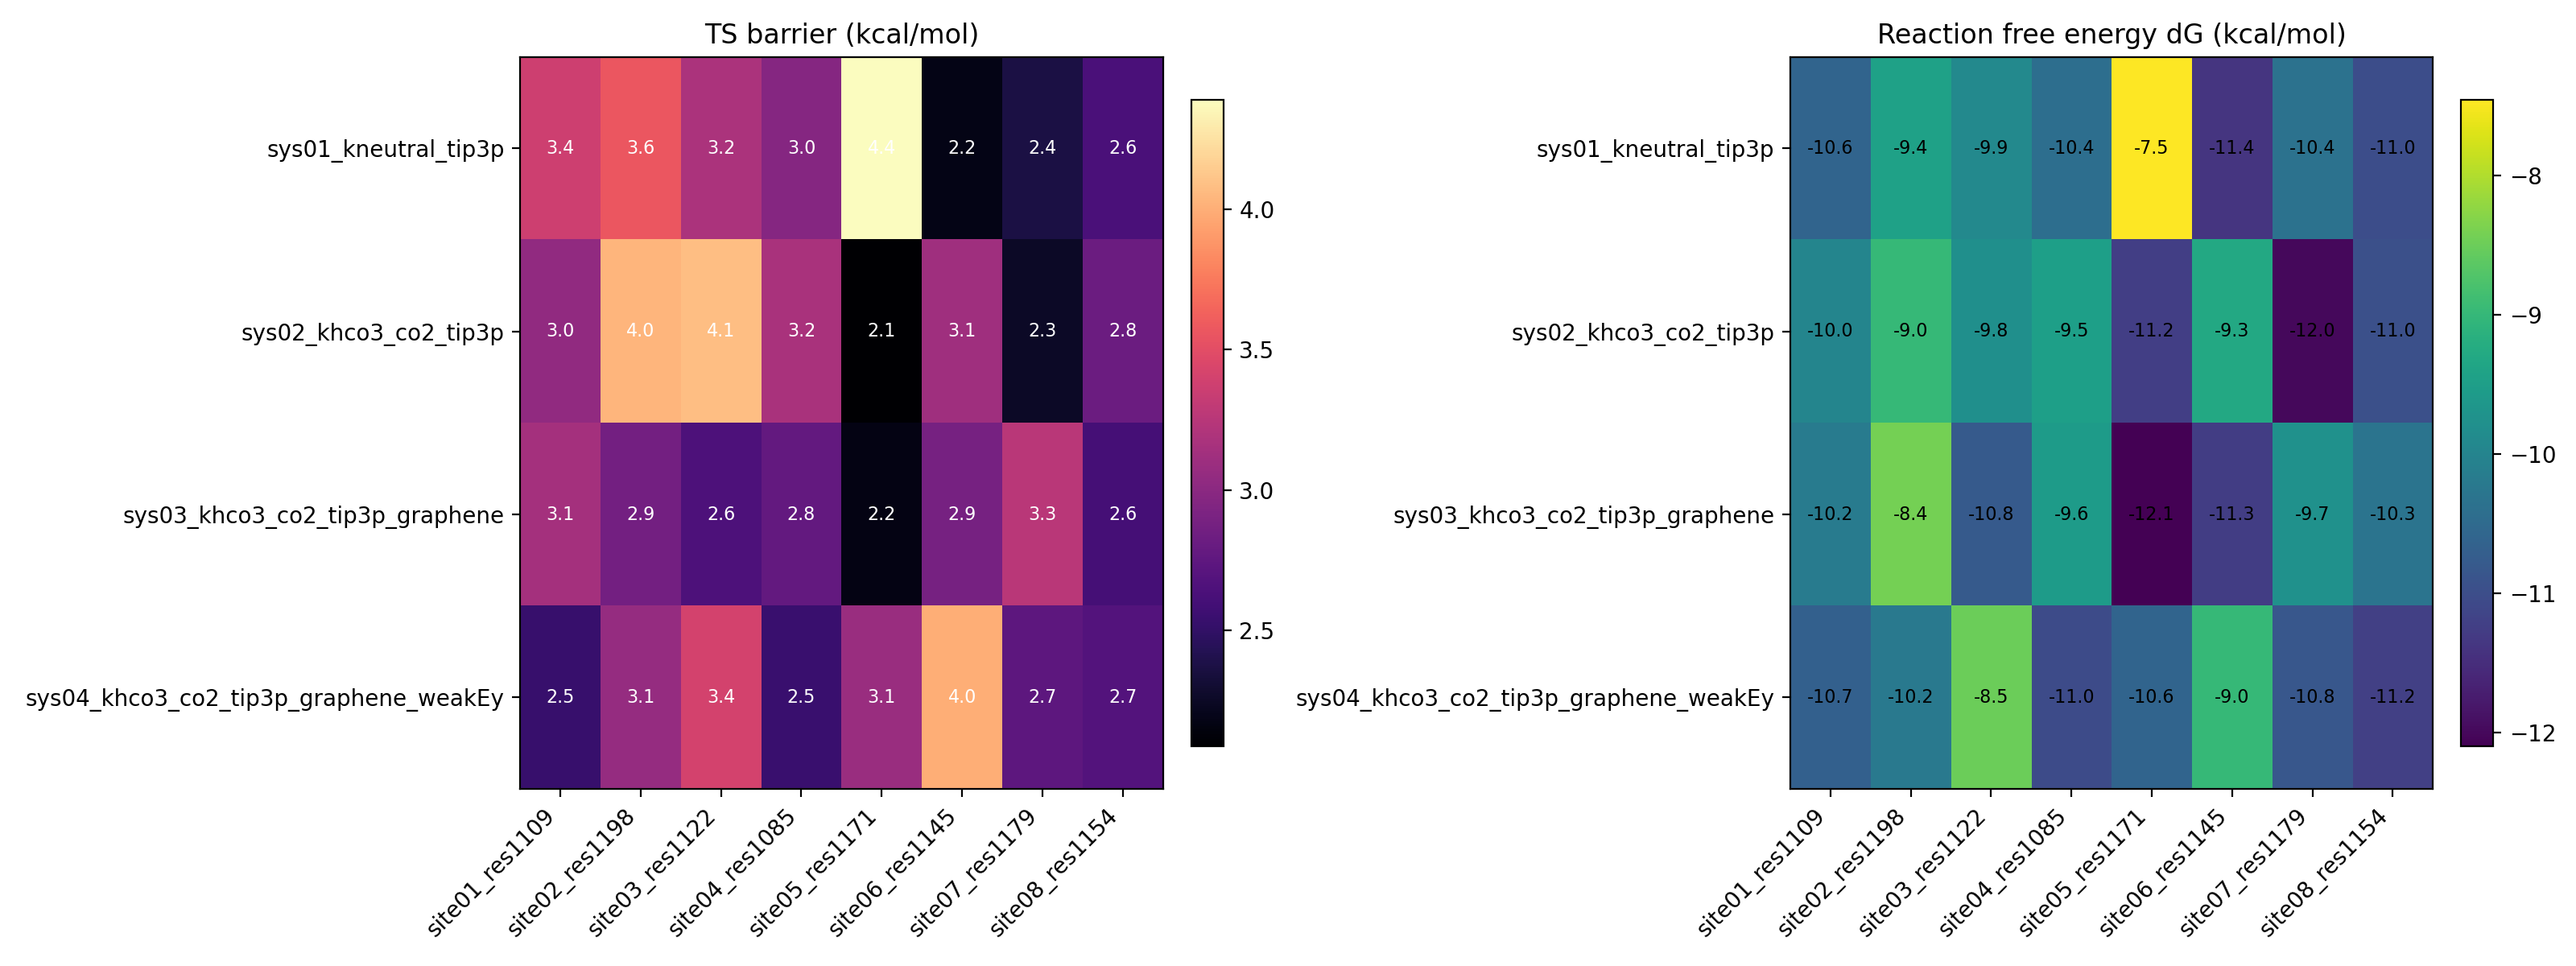 TS barrier (kcal/mol)
sys01_kneutral_tip3p 3.4 3.6 3.2 3.0 4.4 2.2 2.4 2.6
sys02_khco3_co2_tip3p 3.0 4.0 4.1 3.2 2.1 3.1 2.3 2.8
sys03_khco3_co2_tip3p_graphene 3.1 2.9 2.6 2.8 2.2 2.9 3.3 2.6
sys04_khco3_co2_tip3p_graphene_weakEy 2.5 3.1 3.4 2.5 3.1 4.0 2.7 2.7
site01_res1109
site02_res1198
site03_res1122
site04_res1085
site05_res1171
site06_res1145
site07_res1179
site08_res1154
4.0
3.5
3.0
2.5
Reaction free energy dG (kcal/mol)
sys01_kneutral_tip3p -10.6 -9.4 -9.9 -10.4 -7.5 -11.4 -10.4 -11.0
sys02_khco3_co2_tip3p -10.0 -9.0 -9.8 -9.5 -11.2 -9.3 -12.0 -11.0
sys03_khco3_co2_tip3p_graphene -10.2 -8.4 -10.8 -9.6 -12.1 -11.3 -9.7 -10.3
sys04_khco3_co2_tip3p_graphene_weakEy -10.7 -10.2 -8.5 -11.0 -10.6 -9.0 -10.8 -11.2
site01_res1109
site02_res1198
site03_res1122
site04_res1085
site05_res1171
site06_res1145
site07_res1179
site08_res1154
−8
−9
−10
−11
−12